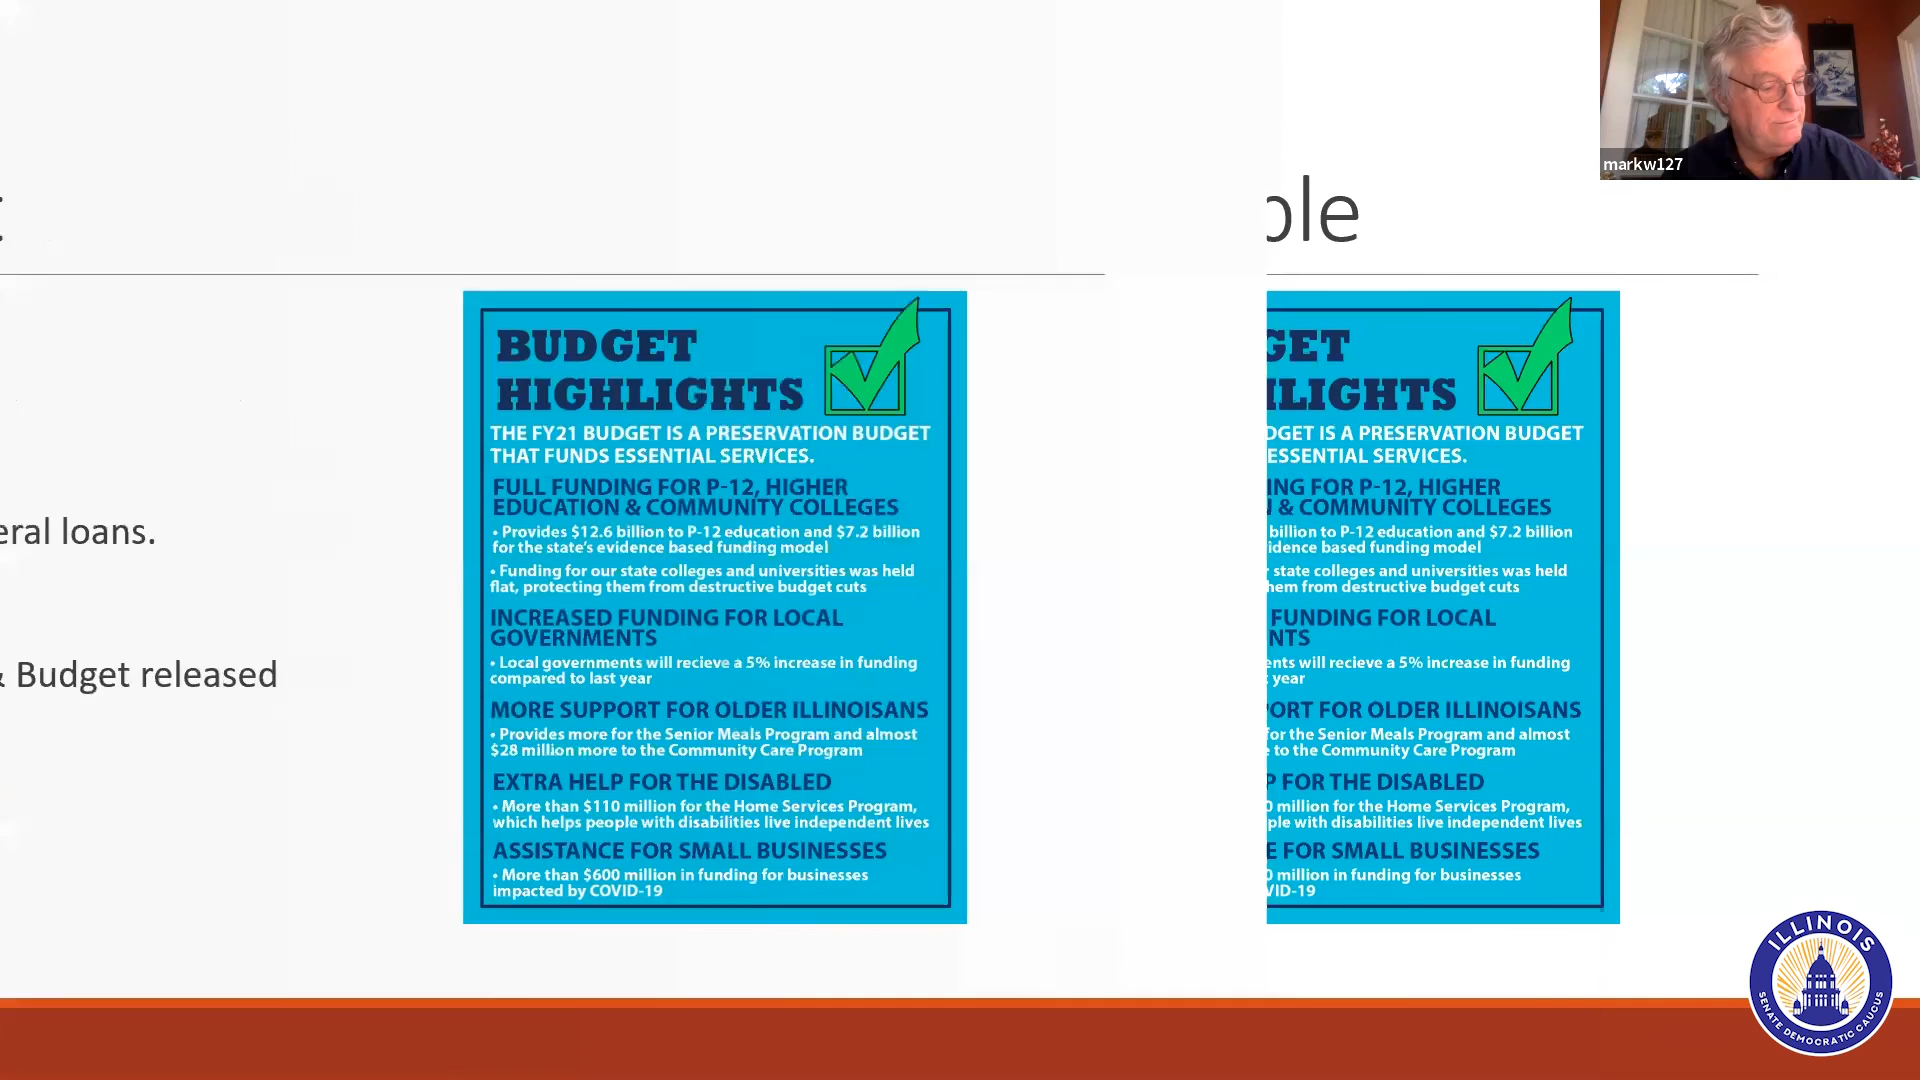 markw127
ple
eral loans.
& Budget released
BUDGET
HIGHLIGHTS
THE FY21 BUDGET IS A PRESERVATION BUDGET
THAT FUNDS ESSENTIAL SERVICES.
FULL FUNDING FOR P-12, HIGHER
EDUCATION & COMMUNITY COLLEGES
• Provides $12.6 billion to P-12 education and $7.2 billion
for the state's evidence based funding model
• Funding for our state colleges and universities was held
flat, protecting them from destructive budget cuts
INCREASED FUNDING FOR LOCAL
GOVERNMENTS
• Local governments will recieve a 5% increase in funding
compared to last year
MORE SUPPORT FOR OLDER ILLINOISANS
• Provides more for the Senior Meals Program and almost
$28 million more to the Community Care Program
EXTRA HELP FOR THE DISABLED
• More than $110 million for the Home Services Program,
which helps people with disabilities live independent lives
ASSISTANCE FOR SMALL BUSINESSES
• More than $600 million in funding for businesses
impacted by COVID-19
GET
LIGHTS
DGET IS A PRESERVATION BUDGET
ESSENTIAL SERVICES.
ING FOR P-12, HIGHER
& COMMUNITY COLLEGES
billion to P-12 education and $7.2 billion
idence based funding model
state colleges and universities was held
hem from destructive budget cuts
FUNDING FOR LOCAL
NTS
ents will recieve a 5% increase in funding
year
ORT FOR OLDER ILLINOISANS
for the Senior Meals Program and almost
to the Community Care Program
P FOR THE DISABLED
0 million for the Home Services Program,
ple with disabilities live independent lives
E FOR SMALL BUSINESSES
0 million in funding for businesses
VID-19
ILLINOIS
SENATE DEMOCRATIC CAUCUS